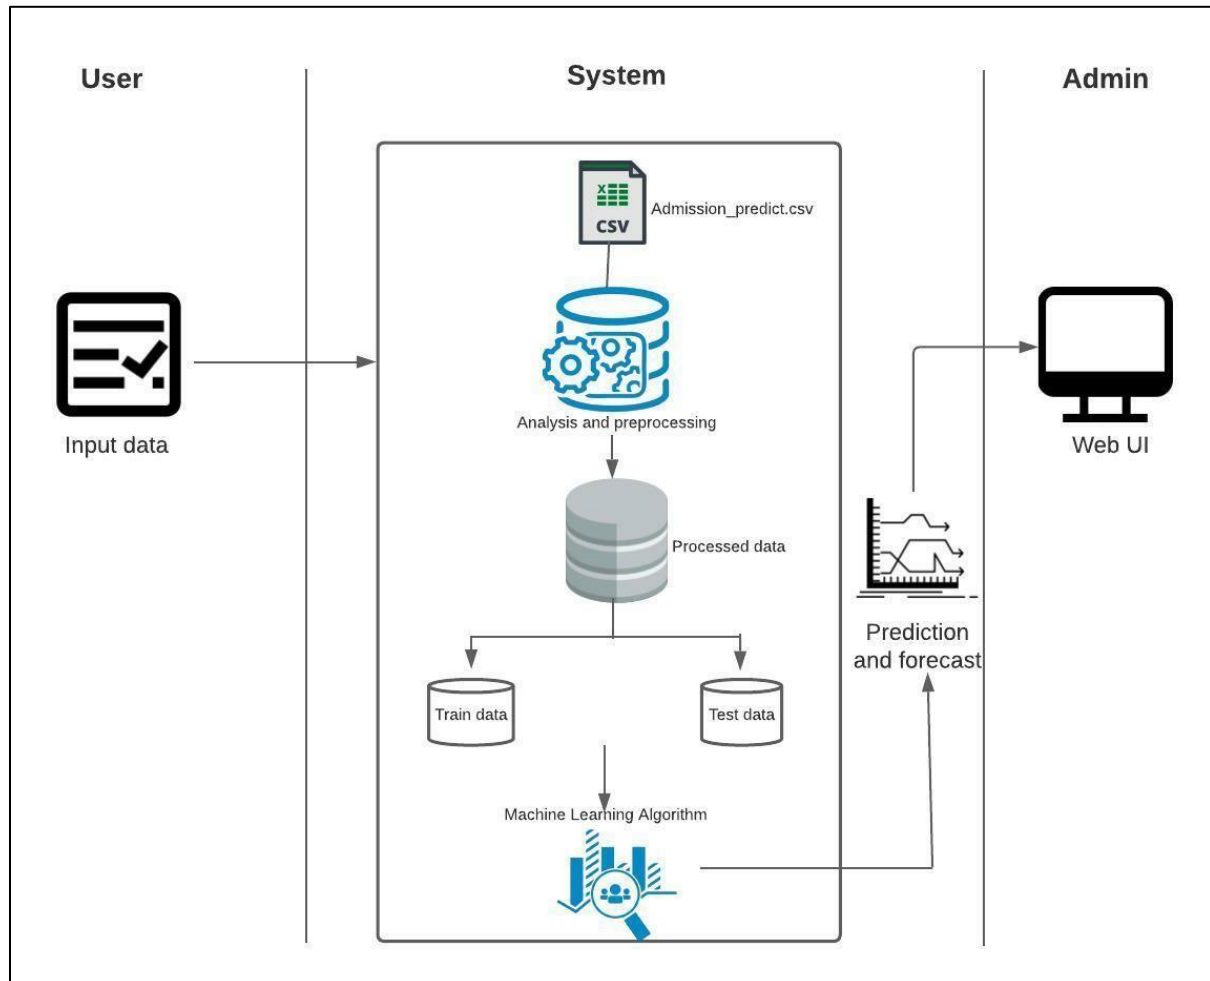 User
System
Admin
X
CSV
Admission_predict.csv
Input data
Analysis and preprocessing
Web UI
Processed data
Prediction
and forecast
Train data
Test data
Machine Learning Algorithm